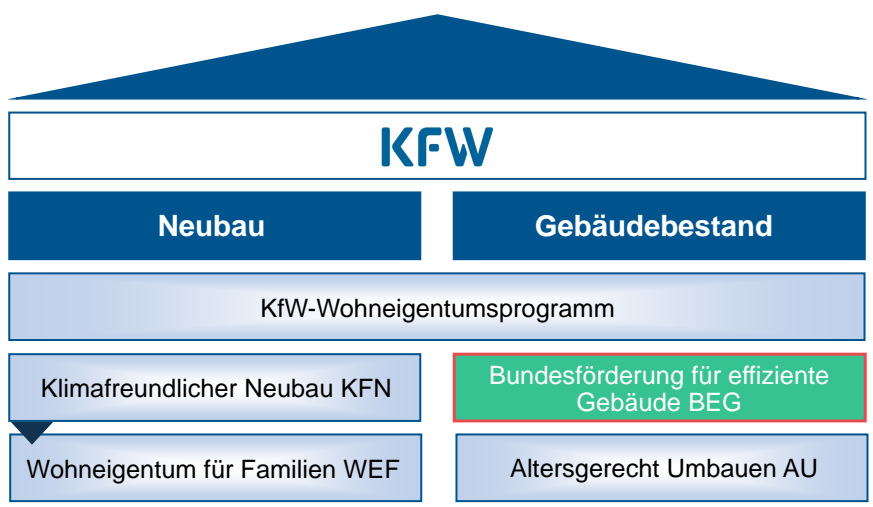 KFW
Neubau
Gebäudebestand
KfW-Wohneigentumsprogramm
Klimafreundlicher Neubau KFN
Bundesförderung für effiziente
Gebäude BEG
Wohneigentum für Familien WEF
Altersgerecht Umbauen AU